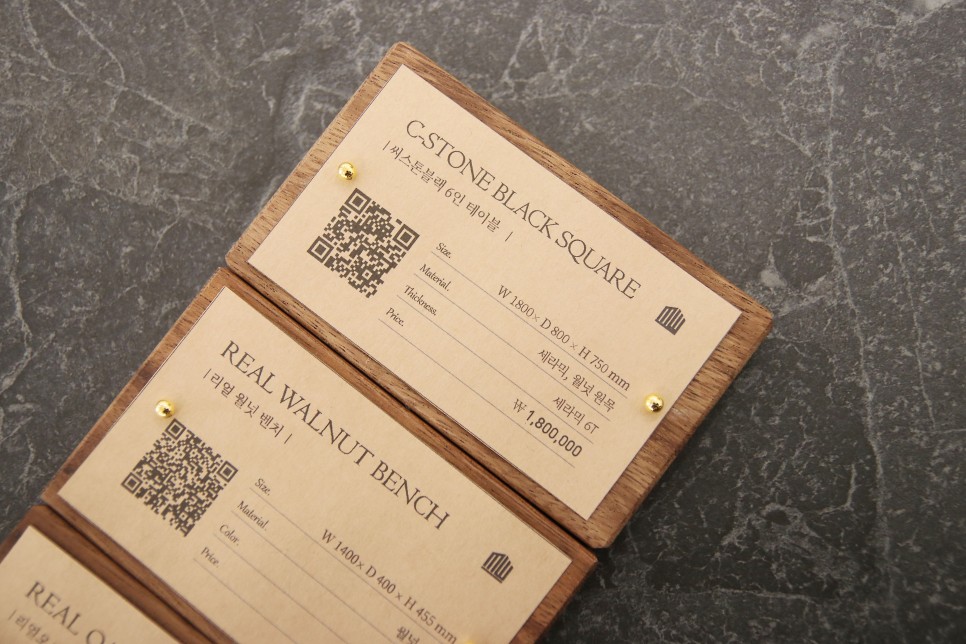 C-STONE BLACK SQUARE
| 씨스톤블랙 6인 테이블 |
Size. W 1800× D 800 × H 750 mm
Material. 세라믹, 월넛 원목
Thickness. 세라믹 6T
Price. ₩ 1,800,000
REAL WALNUT BENCH
| 리얼 월넛 벤치 |
Size. W 1400× D 400 × H 455 mm
Material. 월넛
Color.
Price.
REAL